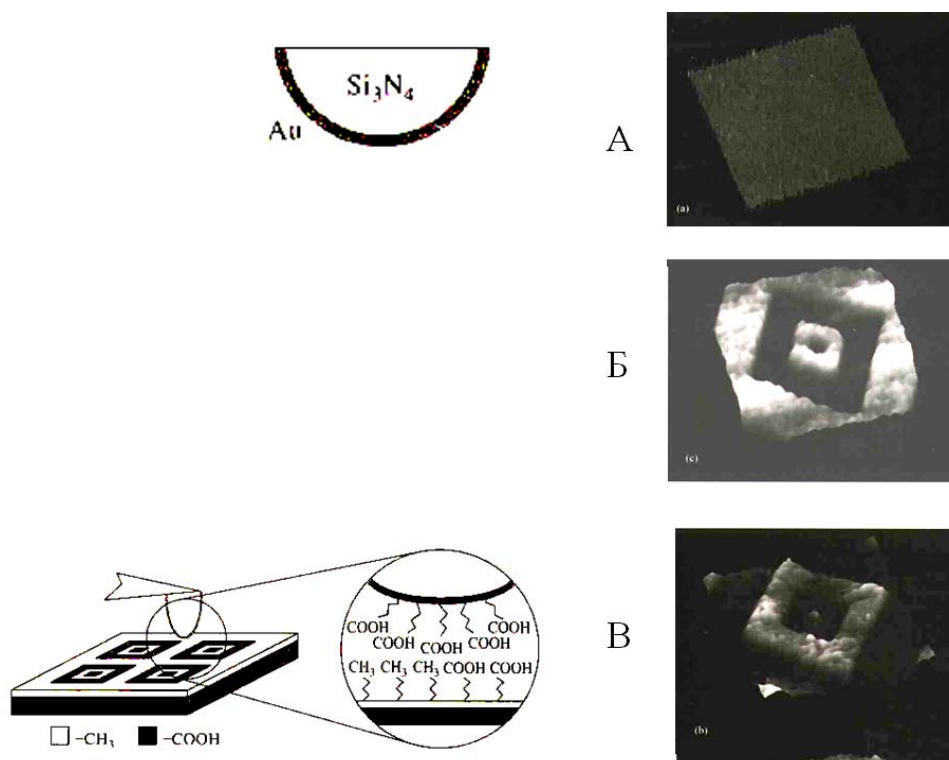 Si₃N₄
Au
А
(a)
Б
(c)
COOH COOH
COOH COOH
COOH
CH₃ CH₃ CH₃ COOH COOH
В
–CH₃ –COOH
(b)